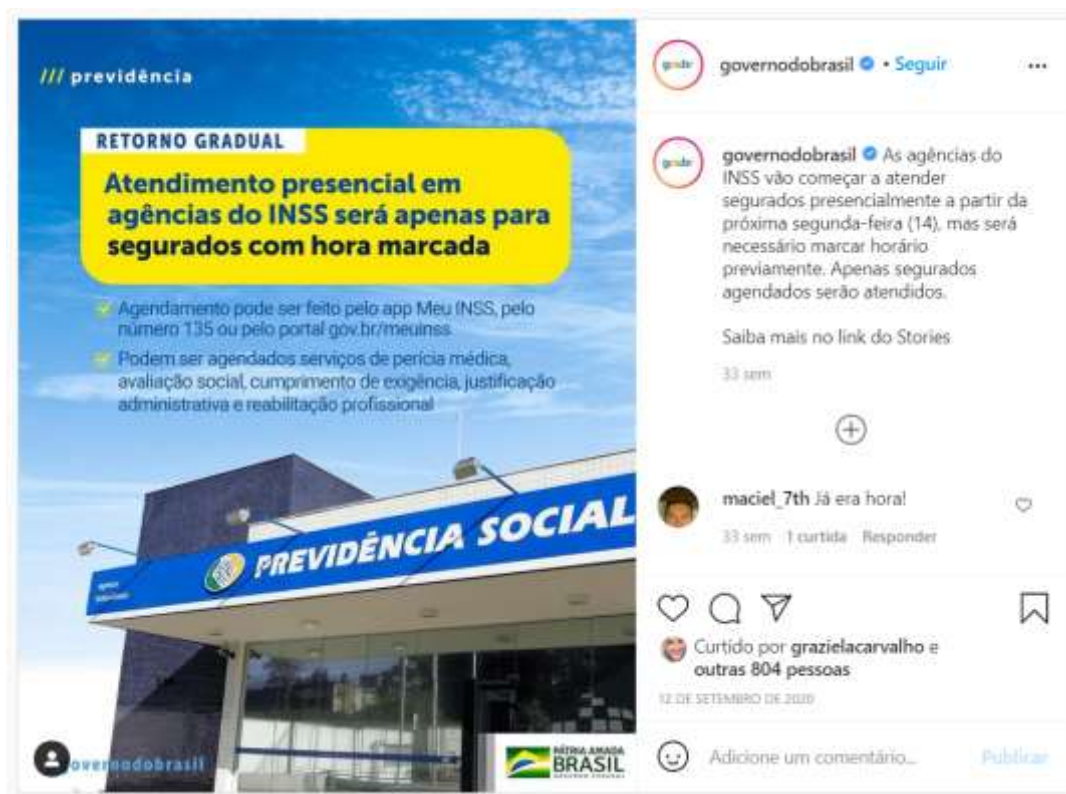 /// previdência
RETORNO GRADUAL
Atendimento presencial em
agências do INSS será apenas para
segurados com hora marcada
Agendamento pode ser feito pelo app Meu INSS, pelo
número 135 ou pelo portal gov.br/meuinss
Podem ser agendados serviços de perícia médica,
avaliação social, cumprimento de exigência, justificação
administrativa e reabilitação profissional
PREVIDÊNCIA SOCIAL
governodobrasil
PÁTRIA AMADA
BRASIL
GOVERNO FEDERAL
governodobrasil • Seguir
governodobrasil As agências do
INSS vão começar a atender
segurados presencialmente a partir da
próxima segunda-feira (14), mas será
necessário marcar horário
previamente. Apenas segurados
agendados serão atendidos.
Saiba mais no link do Stories
33 sem
maciel_7th Já era hora!
33 sem 1 curtida Responder
Curtido por grazielacarvalho e
outras 804 pessoas
12 DE SETEMBRO DE 2020
Adicione um comentário... Publicar